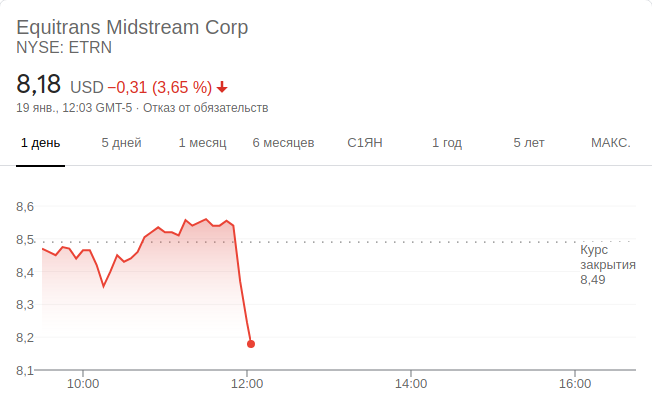 Equitrans Midstream Corp
NYSE: ETRN
8,18 USD −0,31 (3,65 %)
19 янв., 12:03 GMT-5 · Отказ от обязательств
1 день 5 дней 1 месяц 6 месяцев С1ЯН 1 год 5 лет МАКС.
8,6
8,5
Курс
закрытия
8,49
8,4
8,3
8,2
8,1
10:00 12:00 14:00 16:00